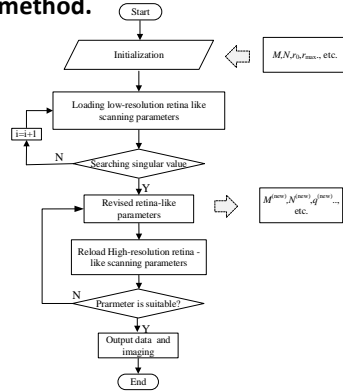 method.
Start
Initialization
M,N,r0,rmax., etc.
Loading low-resolution retina like
scanning parameters
i=i+1
N
Searching singular value
Y
Revised retina-like
parameters
M(new),N(new),q(new)..,
etc.
Reload High-resolution retina -
like scanning parameters
N
Prarmeter is suitable?
Y
Output data and
imaging
End